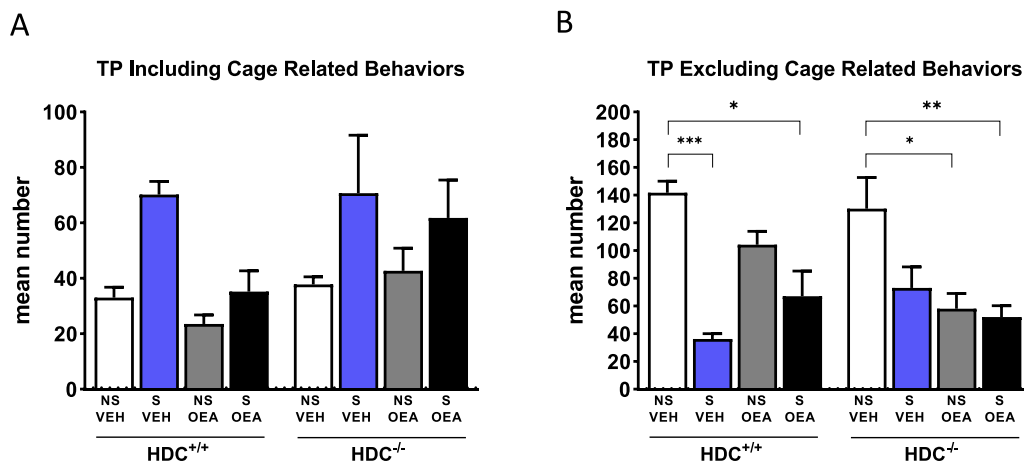 A
TP Including Cage Related Behaviors
mean number
100
80
60
40
20
0
NS S NS S NS S NS S
VEH VEH OEA OEA VEH VEH OEA OEA
HDC+/+ HDC-/-
B
TP Excluding Cage Related Behaviors
mean number
200
180
160
140
120
100
80
60
40
20
0
* **
*** *
NS S NS S NS S NS S
VEH VEH OEA OEA VEH VEH OEA OEA
HDC+/+ HDC-/-